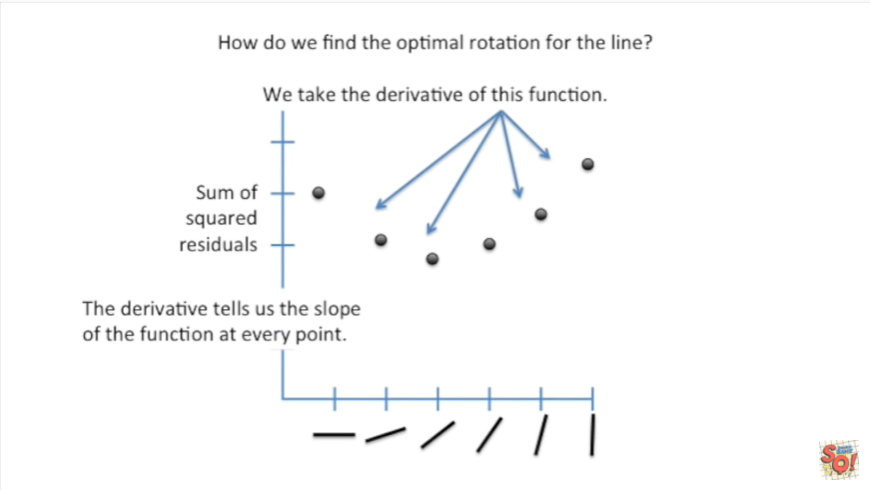 How do we find the optimal rotation for the line?
We take the derivative of this function.
Sum of
squared
residuals
The derivative tells us the slope
of the function at every point.
SQ!